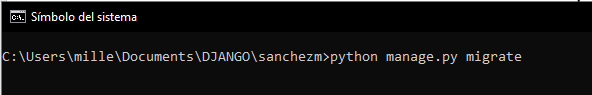 Símbolo del sistema
C:\Users\mille\Documents\DJANGO\sanchezm>python manage.py migrate